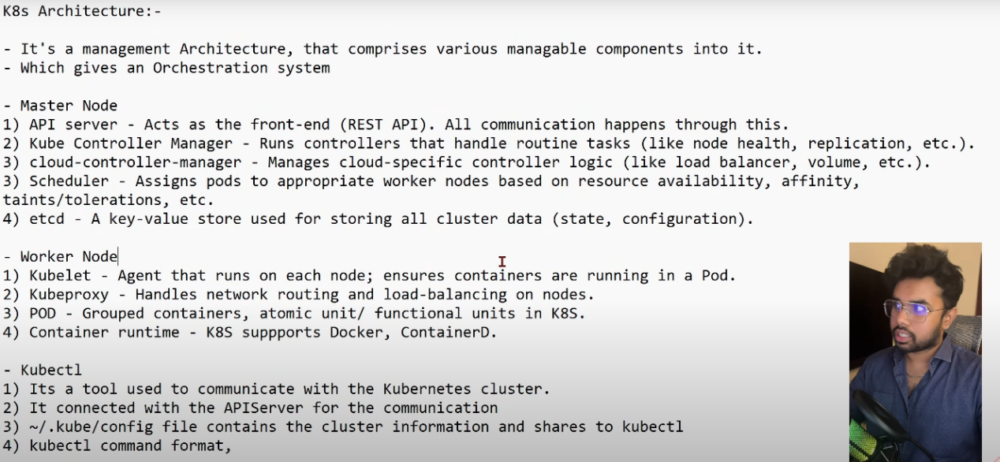 K8s Architecture:-
- It's a management Architecture, that comprises various managable components into it.
- Which gives an Orchestration system
- Master Node
1) API server - Acts as the front-end (REST API). All communication happens through this.
2) Kube Controller Manager - Runs controllers that handle routine tasks (like node health, replication, etc.).
3) cloud-controller-manager - Manages cloud-specific controller logic (like load balancer, volume, etc.).
3) Scheduler - Assigns pods to appropriate worker nodes based on resource availability, affinity,
taints/tolerations, etc.
4) etcd - A key-value store used for storing all cluster data (state, configuration).
- Worker Node
1) Kubelet - Agent that runs on each node; ensures containers are running in a Pod.
2) Kubeproxy - Handles network routing and load-balancing on nodes.
3) POD - Grouped containers, atomic unit/ functional units in K8S.
4) Container runtime - K8S suppports Docker, ContainerD.
- Kubectl
1) Its a tool used to communicate with the Kubernetes cluster.
2) It connected with the APIServer for the communication
3) ~/.kube/config file contains the cluster information and shares to kubectl
4) kubectl command format,